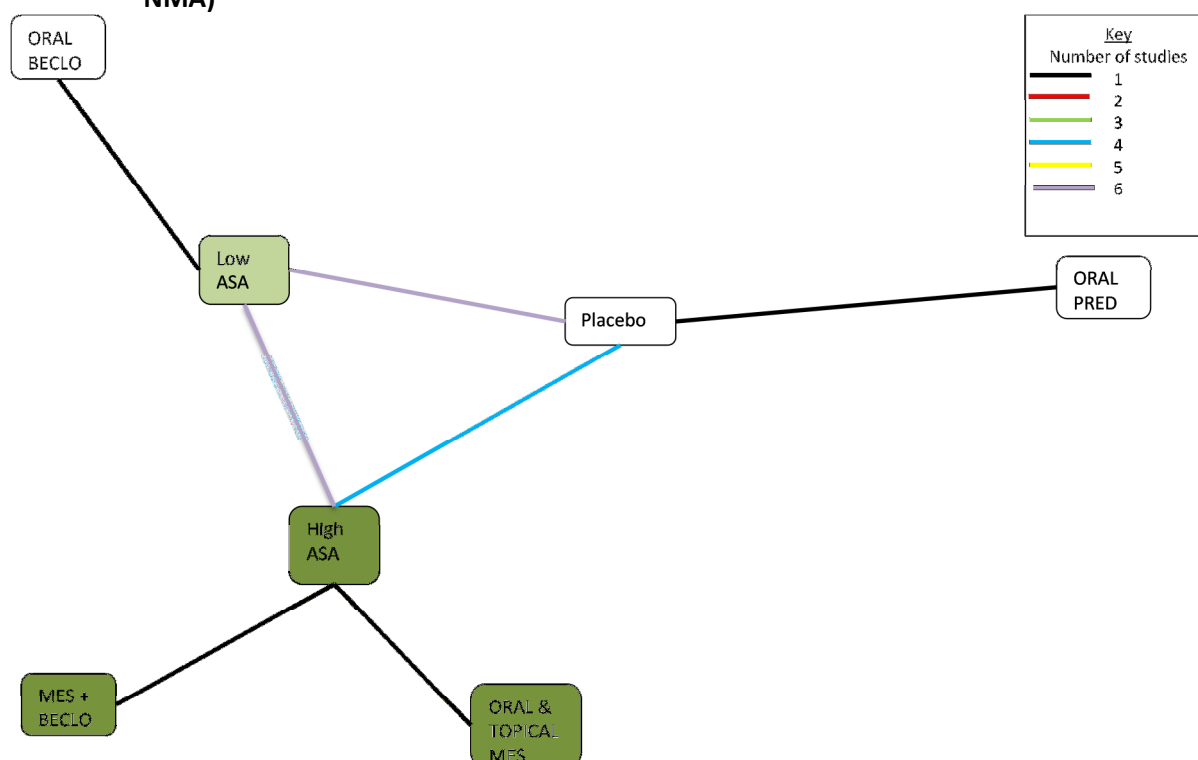 NMA)
ORAL
BECLO
Key
Number of studies
1
2
3
4
5
6
Low
ASA
ORAL
PRED
Placebo
High
ASA
MES +
BECLO
ORAL &
TOPICAL
MES